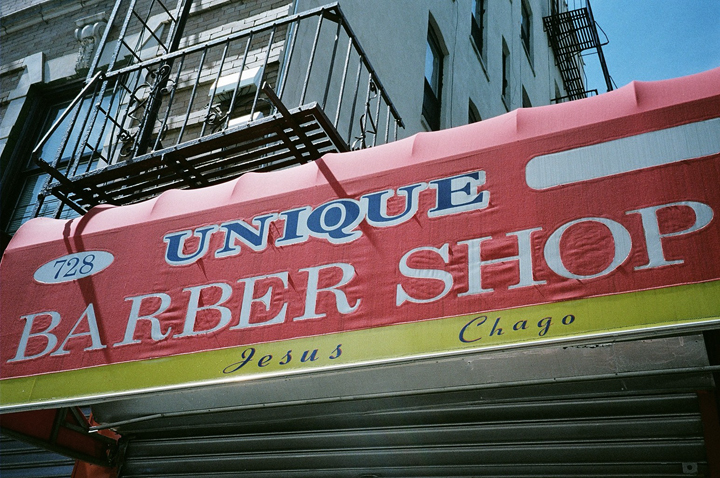 728
UNIQUE
BARBER SHOP
Jesus Chago